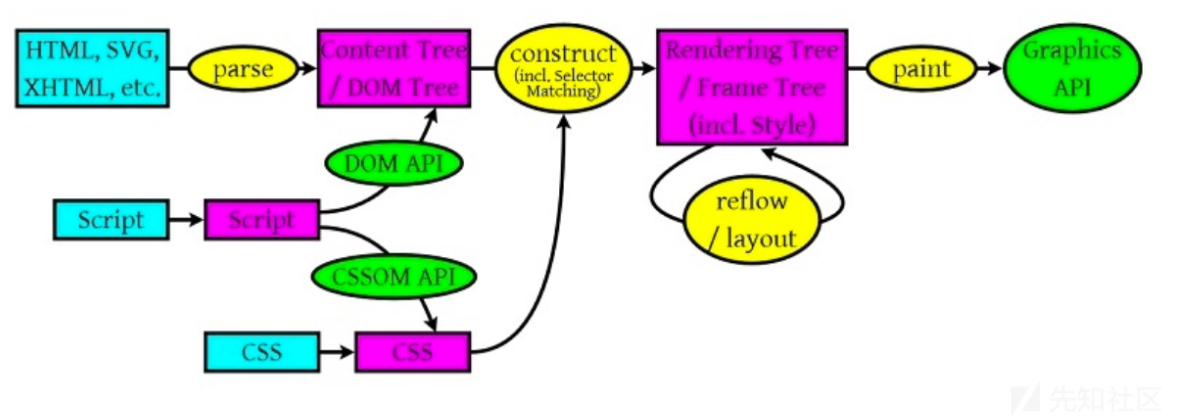 HTML, SVG,
XHTML, etc.
parse
Content Tree
/ DOM Tree
construct
(incl. Selector
Matching)
Rendering Tree
/ Frame Tree
(incl. Style)
paint
Graphics
API
DOM API
Script
Script
reflow
/ layout
CSSOM API
CSS
CSS
先知社区